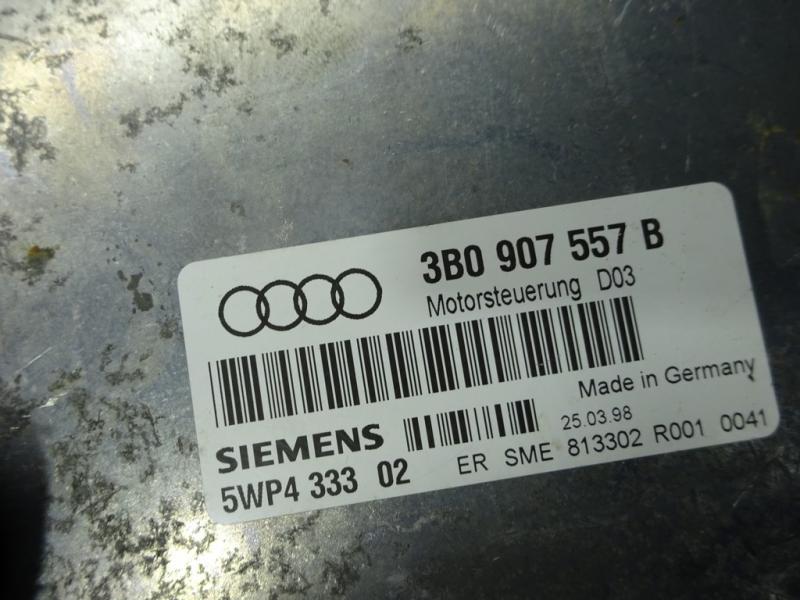 3B0 907 557 B
Motorsteuerung D03
Made in Germany
SIEMENS
25.03.98
5WP4 333 02
ER SME 813302 R001 0041